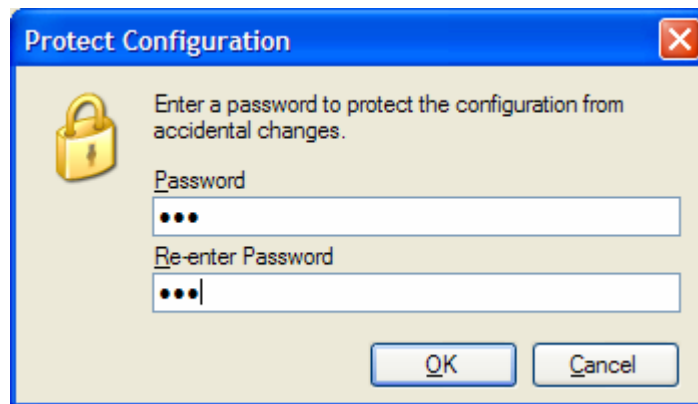 Protect Configuration
Enter a password to protect the configuration from
accidental changes.
Password
●●●
Re-enter Password
●●●
OK
Cancel